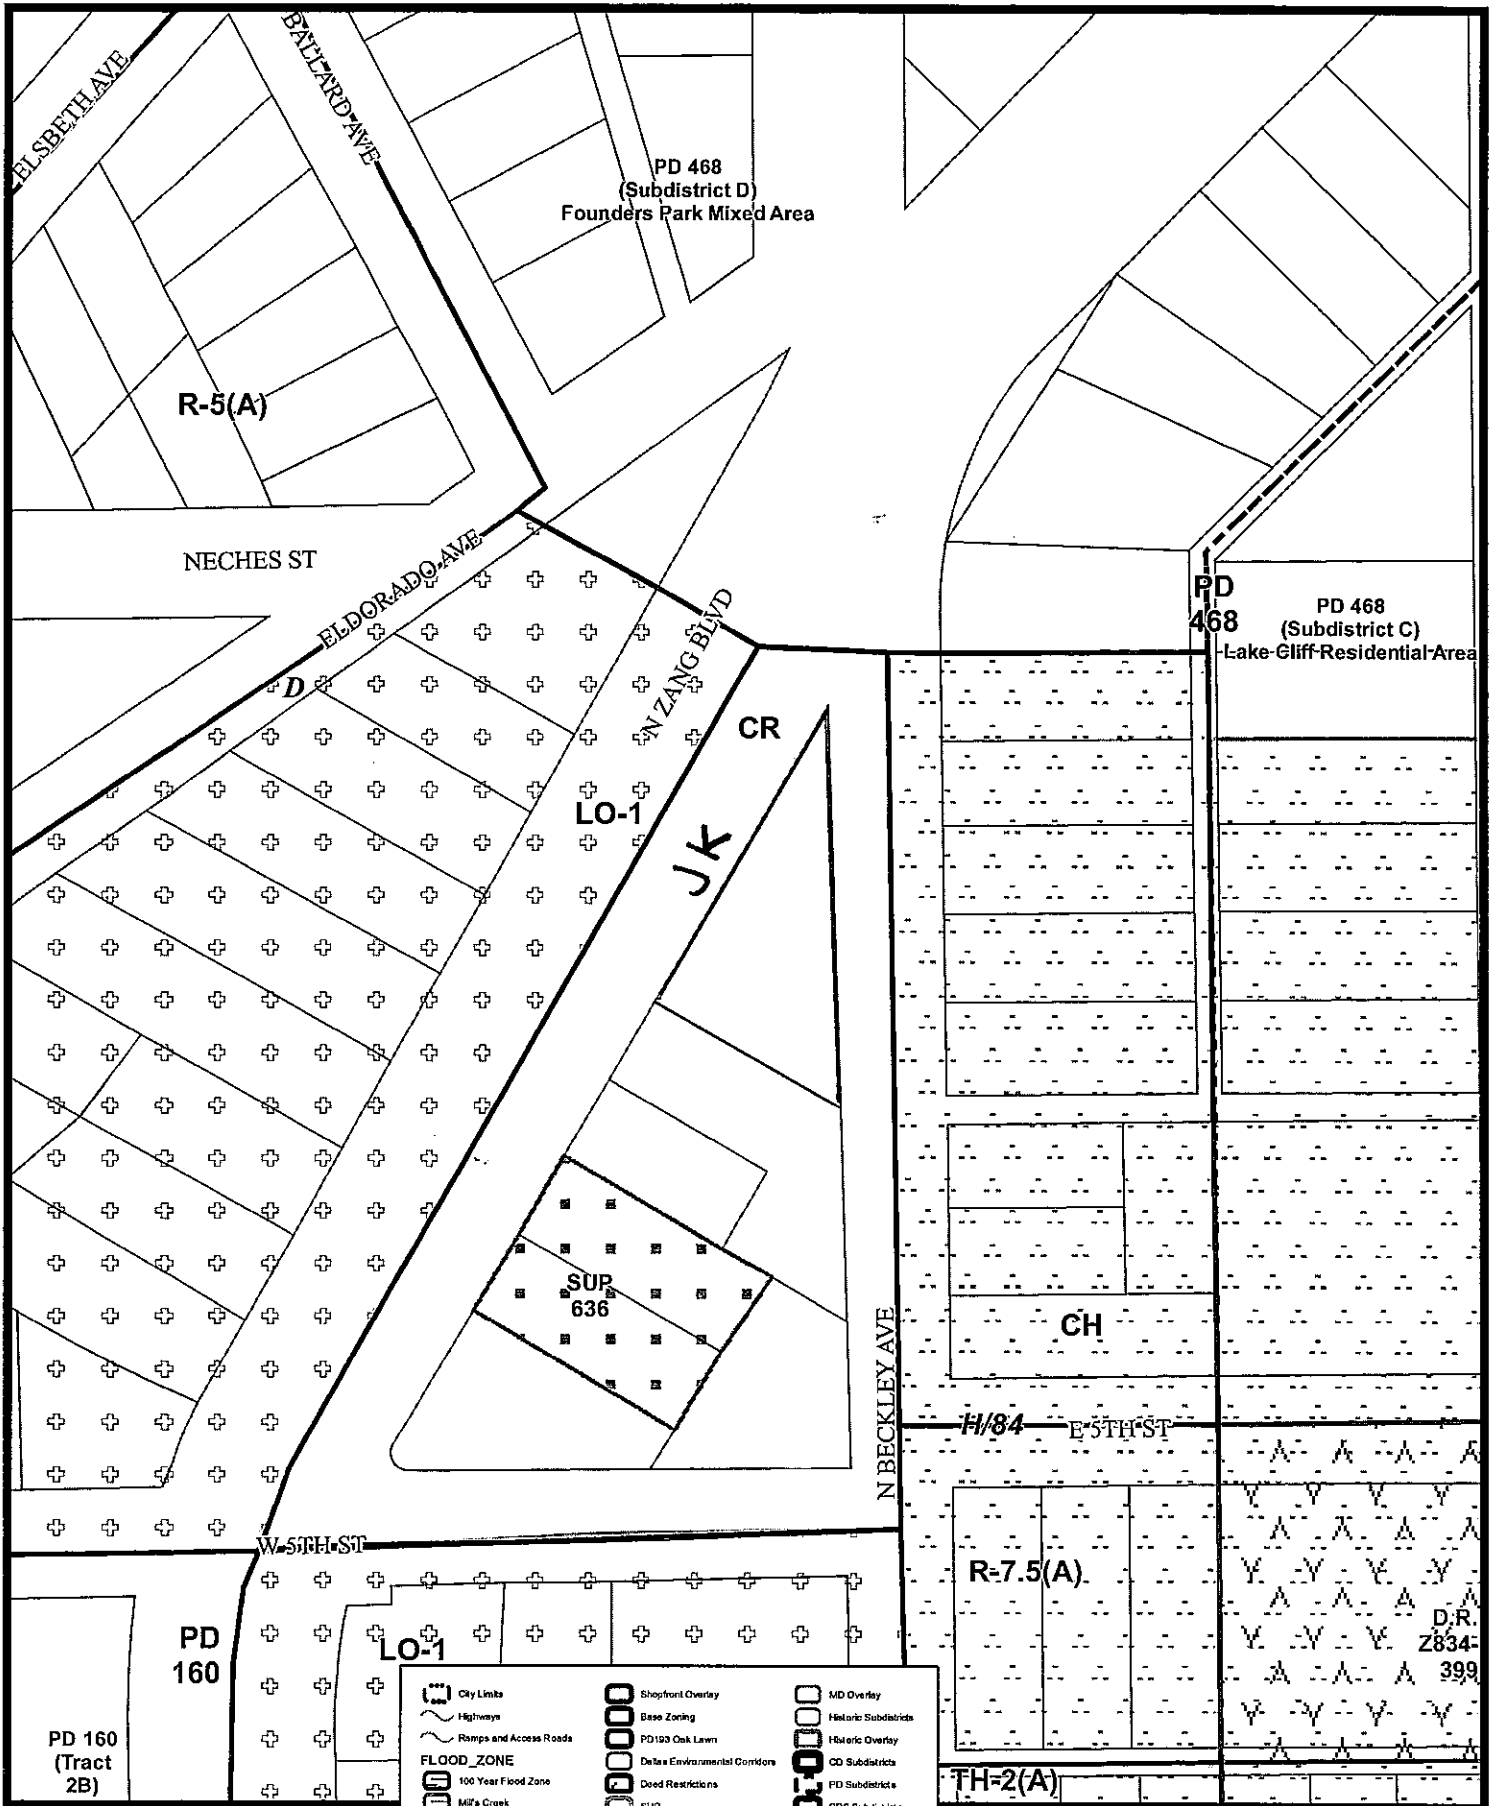 ELSBETH AVE
BALLARD AVE
PD 468
(Subdistrict D)
Founders Park Mixed Area
R-5(A)
NECHES ST
ELDORADO AVE
D
N ZANG BLVD
PD
468
PD 468
(Subdistrict C)
Lake Cliff Residential Area
CR
LO-1
JK
SUP
636
N BECKLEY AVE
CH
H/84
E 5TH ST
W 5TH ST
R-7.5(A)
D.R.
Z834-
399
PD
160
LO-1
PD 160
(Tract
2B)
TH-2(A)
City Limits
Highways
Ramps and Access Roads
FLOOD_ZONE
100 Year Flood Zone
Mill's Creek
Shopfront Overlay
Base Zoning
PD193 Oak Lawn
Dallas Environmental Corridors
Deed Restrictions
SUP
MD Overlay
Historic Subdistricts
Historic Overlay
CD Subdistricts
PD Subdistricts